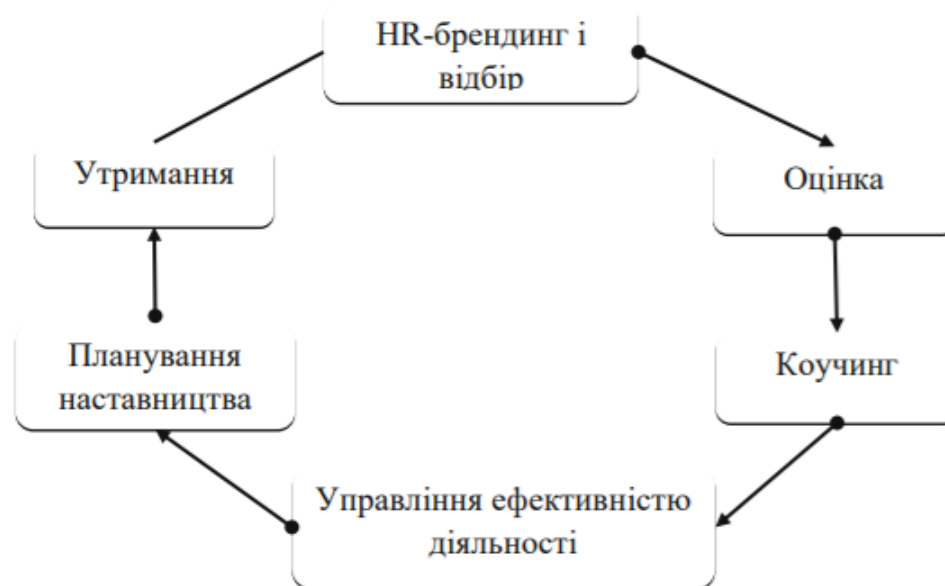 HR-брендинг і
відбір
Утримання
Оцінка
Планування
наставництва
Коучинг
Управління ефективністю
діяльності